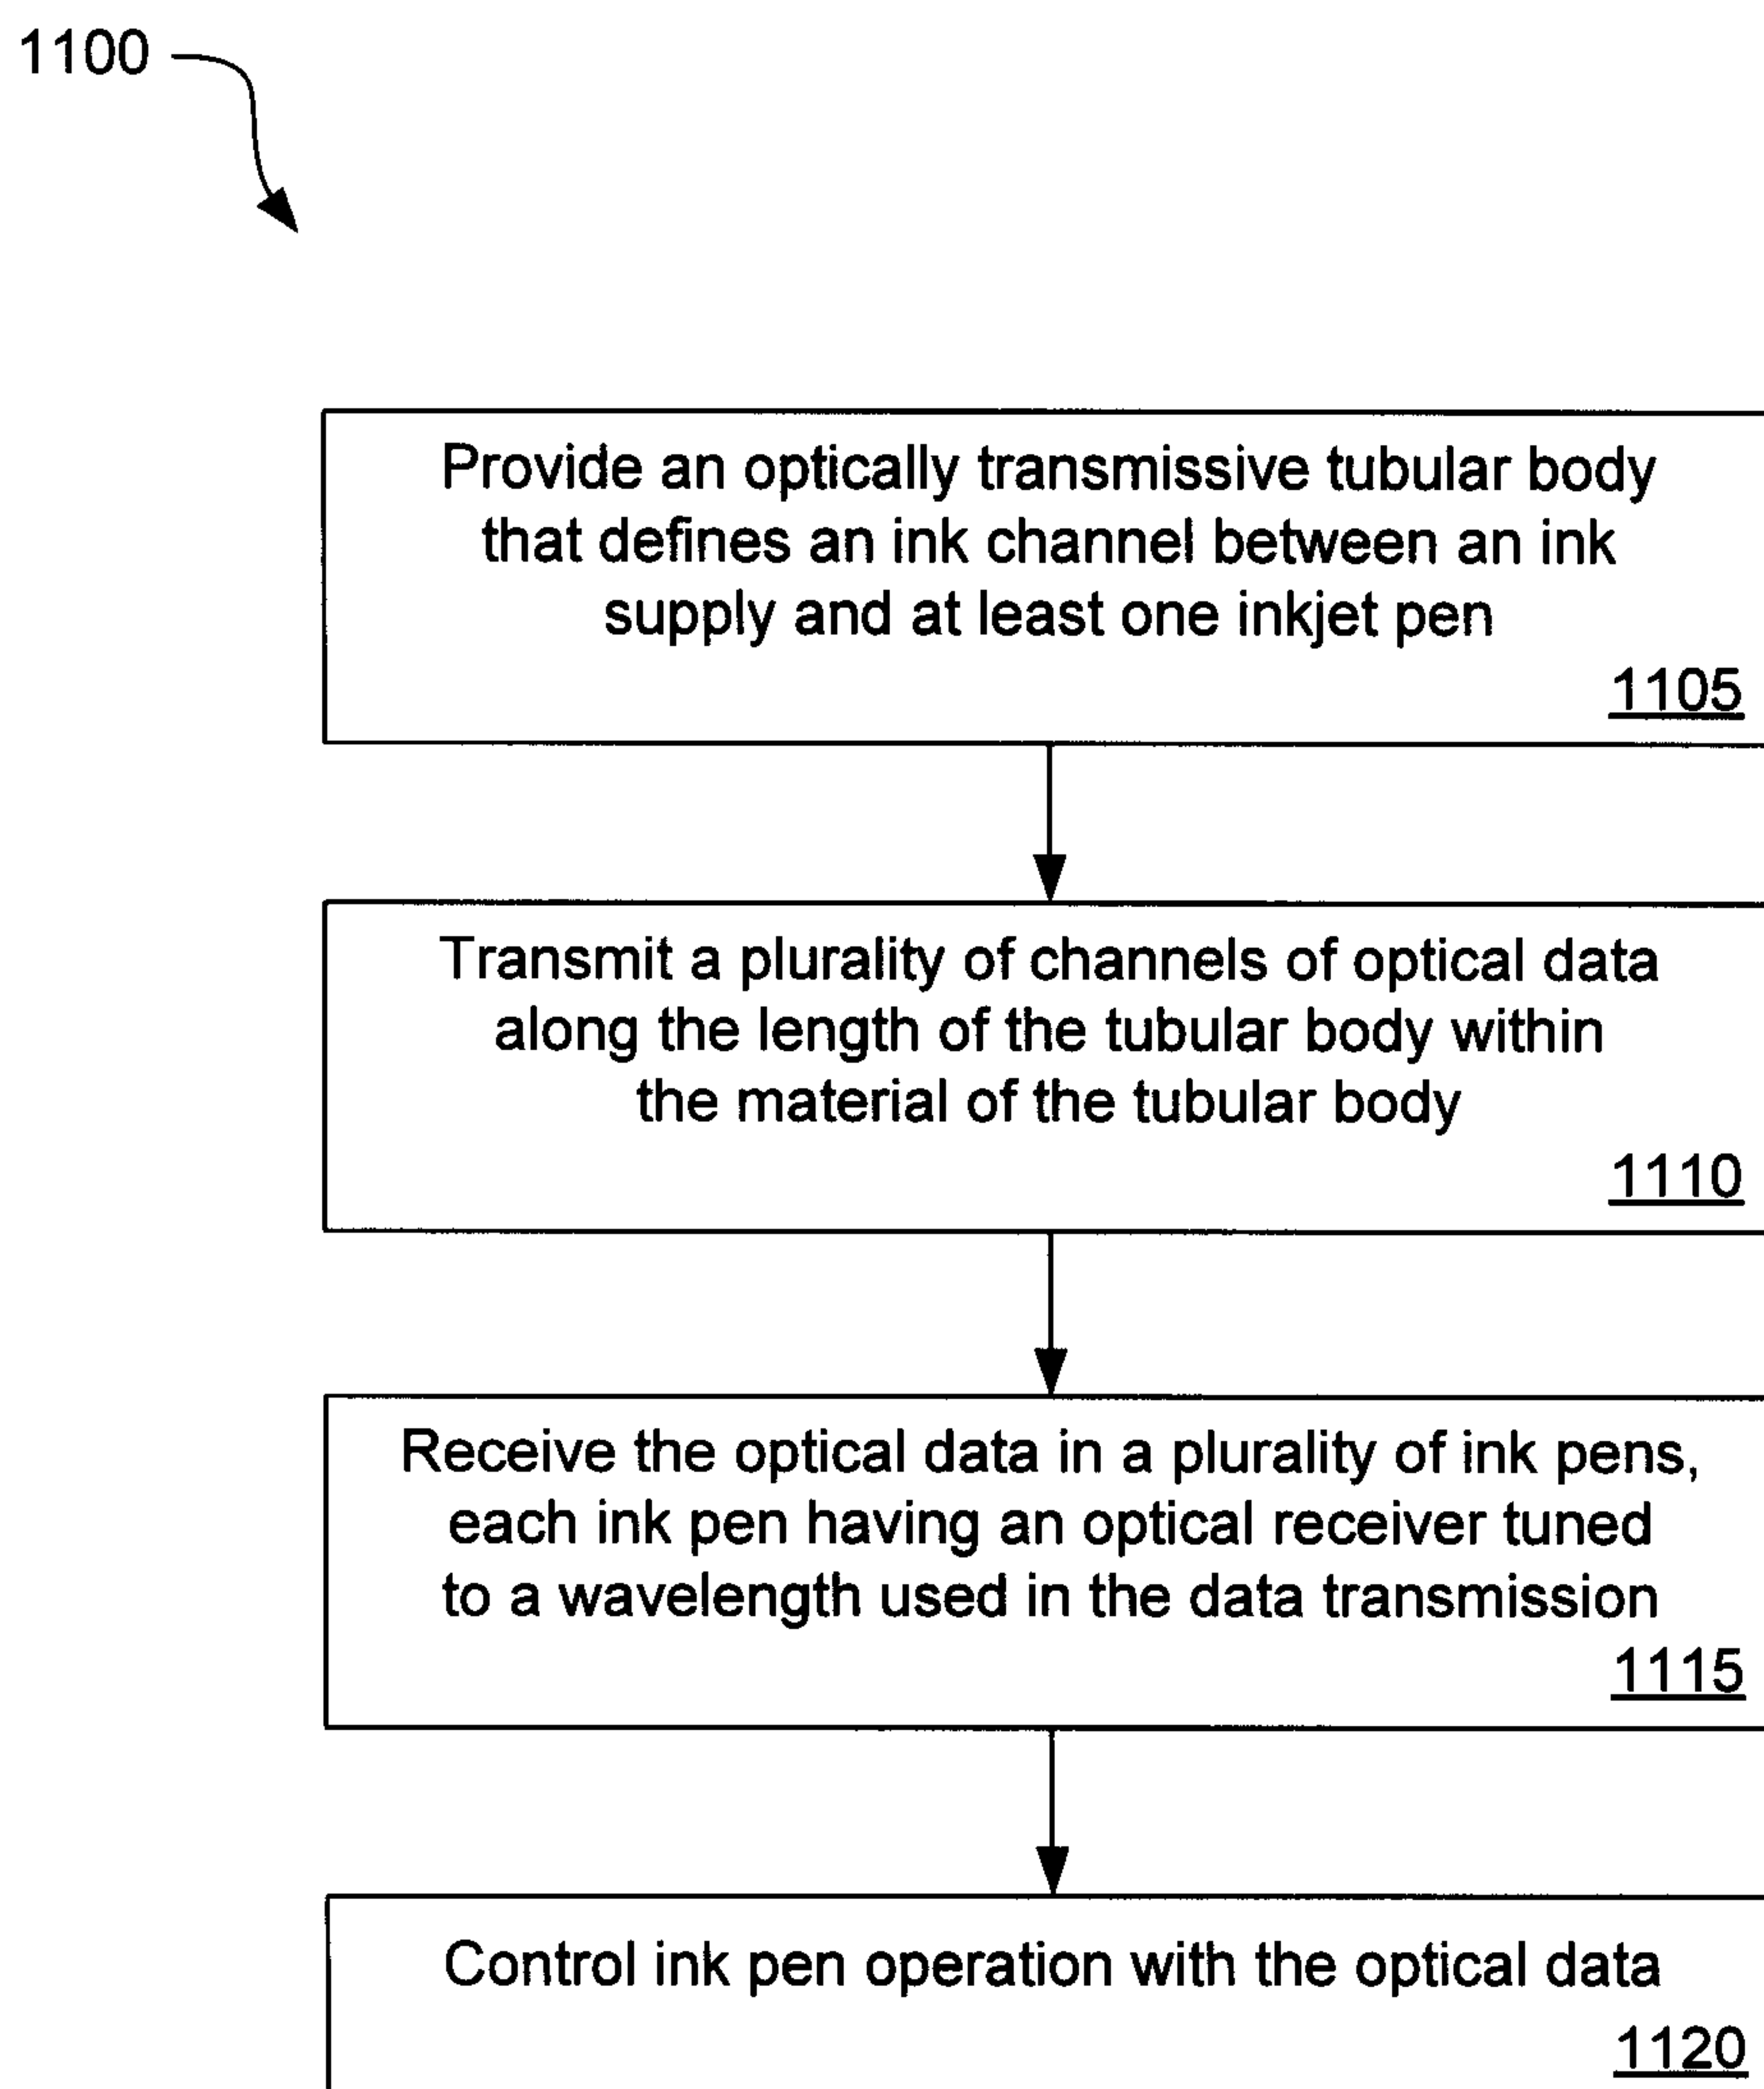 1100
Provide an optically transmissive tubular body
that defines an ink channel between an ink
supply and at least one inkjet pen
1105
Transmit a plurality of channels of optical data
along the length of the tubular body within
the material of the tubular body
1110
Receive the optical data in a plurality of ink pens,
each ink pen having an optical receiver tuned
to a wavelength used in the data transmission
1115
Control ink pen operation with the optical data
1120